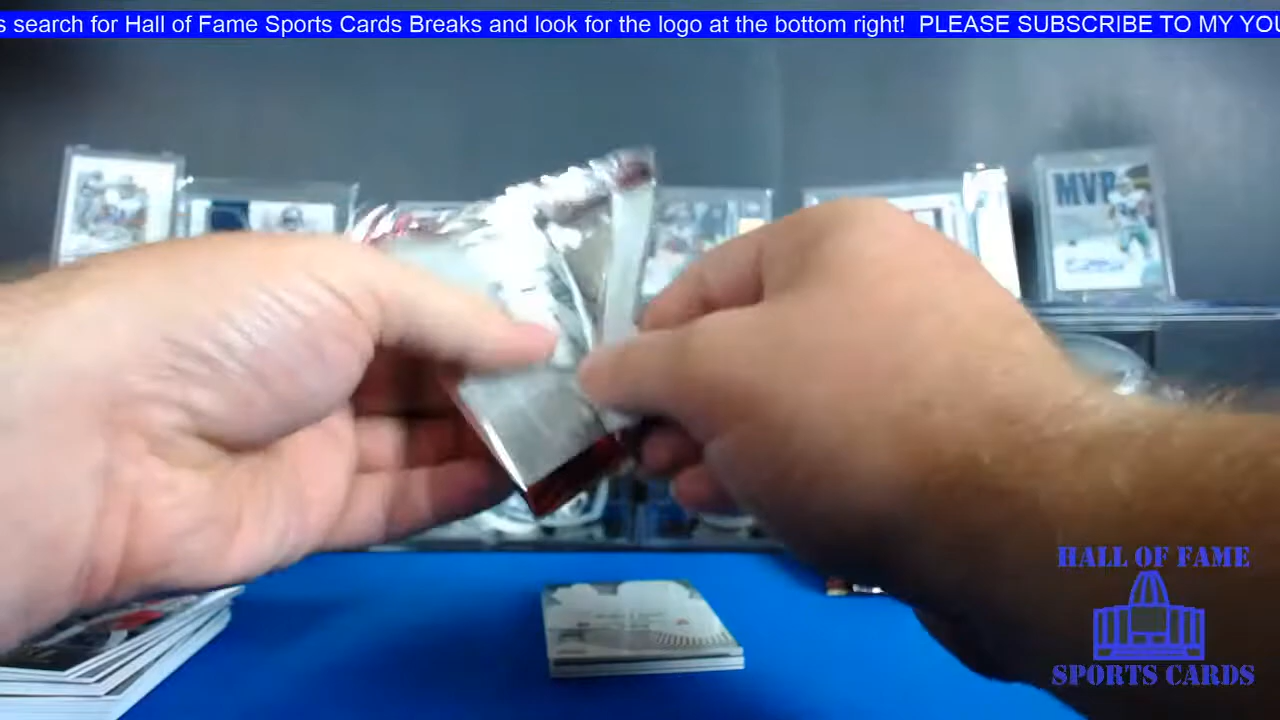 s search for Hall of Fame Sports Cards Breaks and look for the logo at the bottom right!  PLEASE SUBSCRIBE TO MY YOU
MVP
HALL OF FAME
SPORTS CARDS